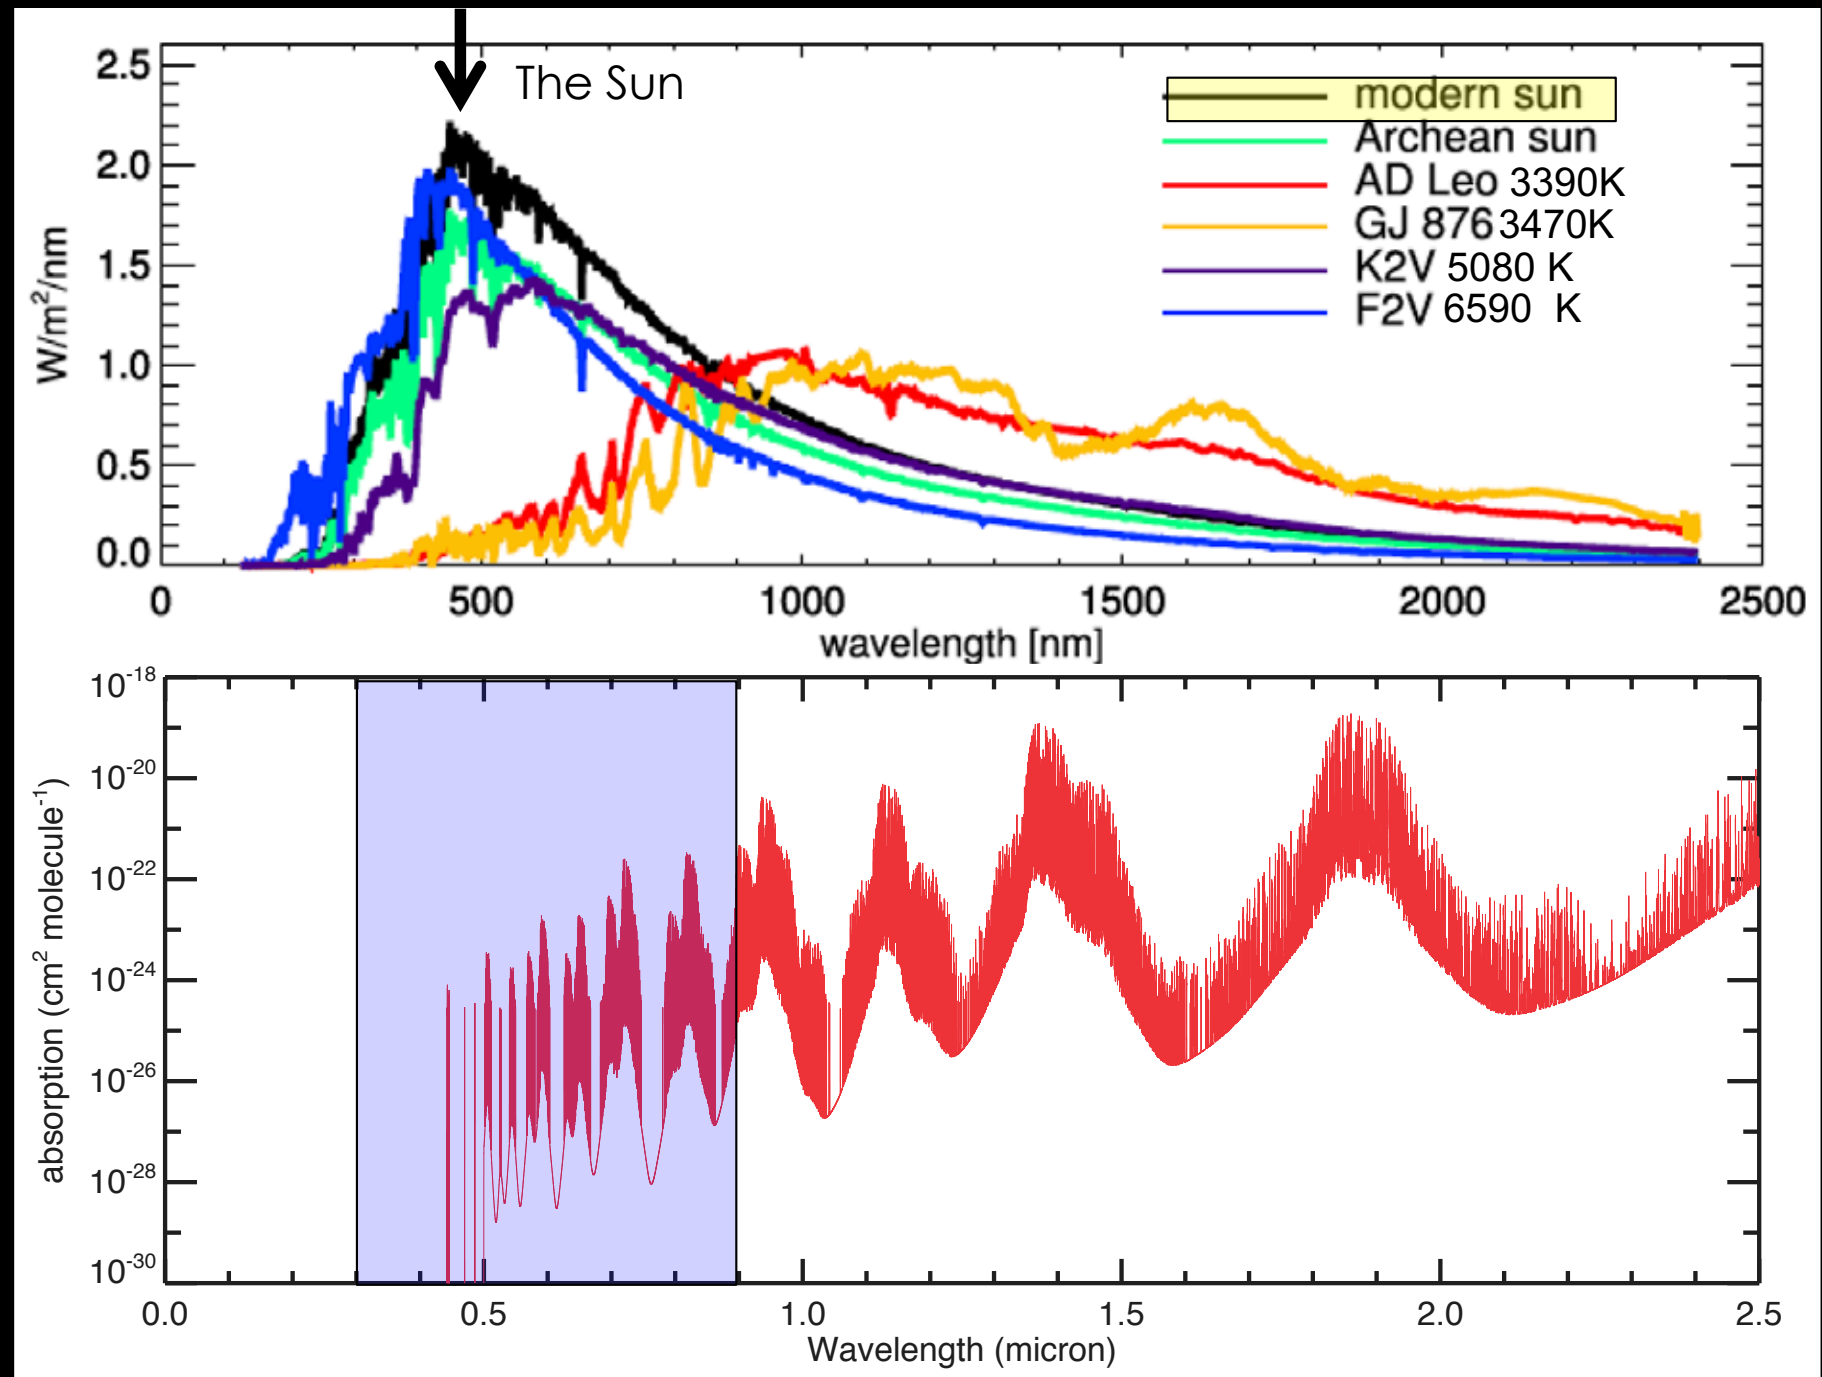 The Sun
modern sun
Archean sun
AD Leo 3390K
GJ 876 3470K
K2V 5080 K
F2V 6590 K
W/m²/nm
2.5
2.0
1.5
1.0
0.5
0.0
0 500 1000 1500 2000 2500
wavelength [nm]
absorption (cm² molecule⁻¹)
10⁻¹⁸
10⁻²⁰
10⁻²²
10⁻²⁴
10⁻²⁶
10⁻²⁸
10⁻³⁰
0.0 0.5 1.0 1.5 2.0 2.5
Wavelength (micron)